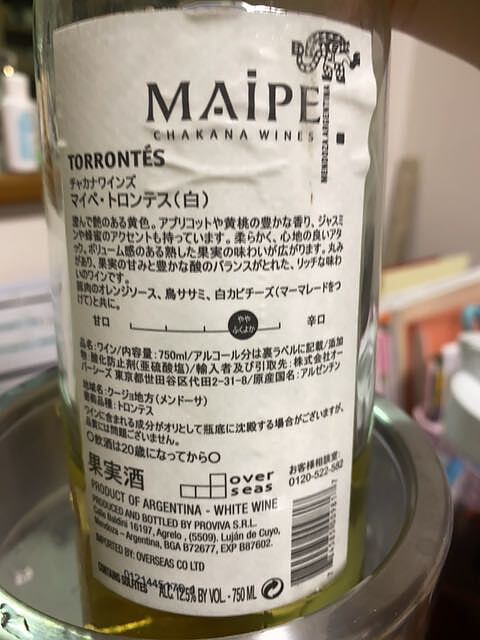 MAIPE
CHAKANA WINES
MENDOZA ARGENTINA
TORRONTÉS
チャカナワインズ
マイペ・トロンテス(白)
澄んで艶のある黄色。アプリコットや黄桃の豊かな香り、ジャスミ
ンや蜂蜜のアクセントも持っています。柔らかく、心地の良いアタ
ック。ボリューム感のある熟した果実の味わいが広がります。丸み
があり、果実の甘みと豊かな酸のバランスがとれた、リッチな味わ
いのワインです。
豚肉のオレンジソース、鳥ササミ、白カビチーズ(マーマレードをつ
けて)と共に。
甘口 やや ふくよか 辛口
品名:ワイン/内容量:750ml/アルコール分は裏ラベルに記載/添加
物:酸化防止剤(亜硫酸塩)/輸入者及び引取先:株式会社オー
バーシーズ 東京都世田谷区代田2-31-8/原産国名:アルゼンチン
地域名:クージョ地方(メンドーサ)
葡萄品種:トロンテス
ワインに含まれる成分がオリとして瓶底に沈殿する場合がございますが、
品質には問題ございません。
〇飲酒は20歳になってから〇
果実酒
over
seas
お客様相談室:
0120-522-582
PRODUCT OF ARGENTINA - WHITE WINE
PRODUCED AND BOTTLED BY PROVIVA S.R.L.
Calle Baldini 16197, Agrelo , (5509). Luján de Cuyo,
Mendoza – Argentina, BGA B72677, EXP B87602.
IMPORTED BY: OVERSEAS CO LTD
CONTAINS SULFITES ALC. 12.5% BY VOL. - 750 ML